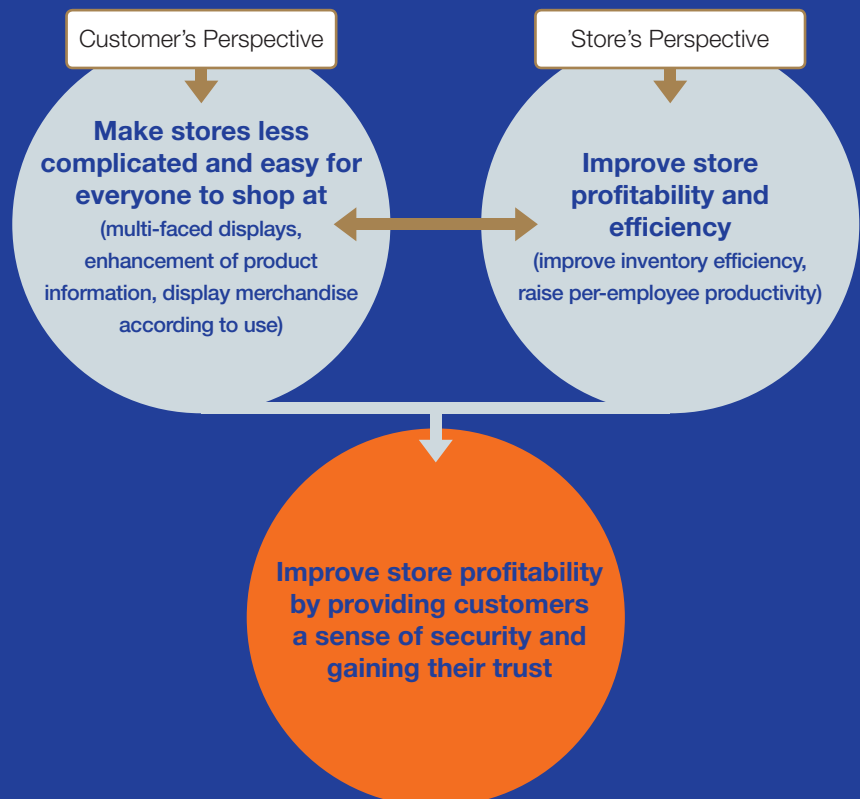 Customer’s Perspective
Make stores less
complicated and easy for
everyone to shop at
(multi-faced displays,
enhancement of product
information, display merchandise
according to use)
Store’s Perspective
Improve store
profitability and
efficiency
(improve inventory efficiency,
raise per-employee productivity)
Improve store profitability
by providing customers
a sense of security and
gaining their trust